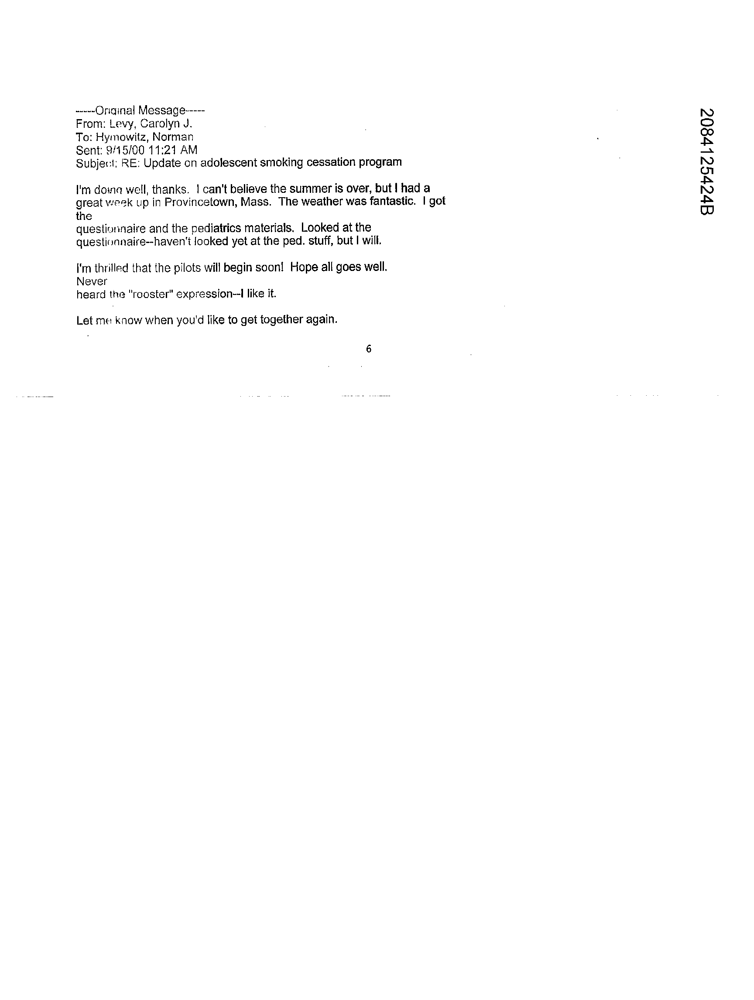 -----Original Message-----
From: Levy, Carolyn J.
To: Hymowitz, Norman
Sent: 9/15/00 11:21 AM
Subject: RE: Update on adolescent smoking cessation program
I'm doing well, thanks.  I can't believe the summer is over, but I had a
great week up in Provincetown, Mass.  The weather was fantastic.  I got
the
questionnaire and the pediatrics materials.  Looked at the
questionnaire--haven't looked yet at the ped. stuff, but I will.
I'm thrilled that the pilots will begin soon!  Hope all goes well.
Never
heard the "rooster" expression--I like it.
Let me know when you'd like to get together again.
6
2084125424B